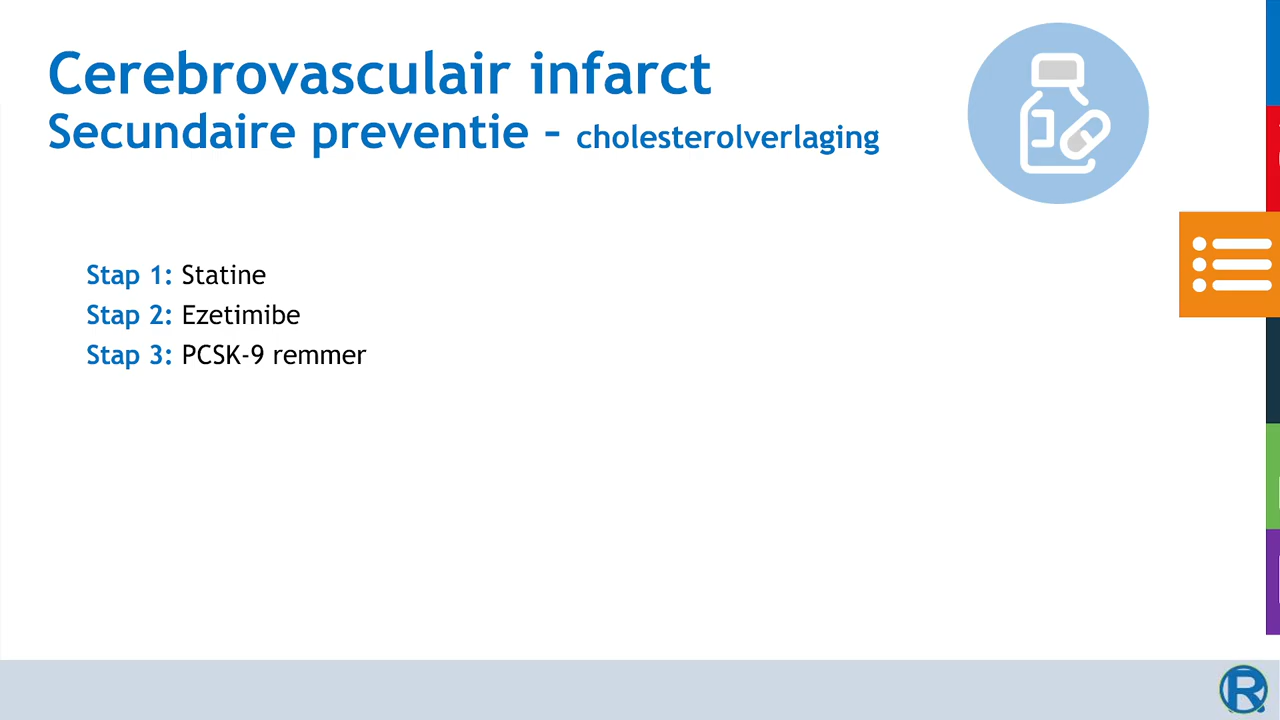 Cerebrovasculair infarct
Secundaire preventie – cholesterolverlaging
Stap 1: Statine
Stap 2: Ezetimibe
Stap 3: PCSK-9 remmer
R